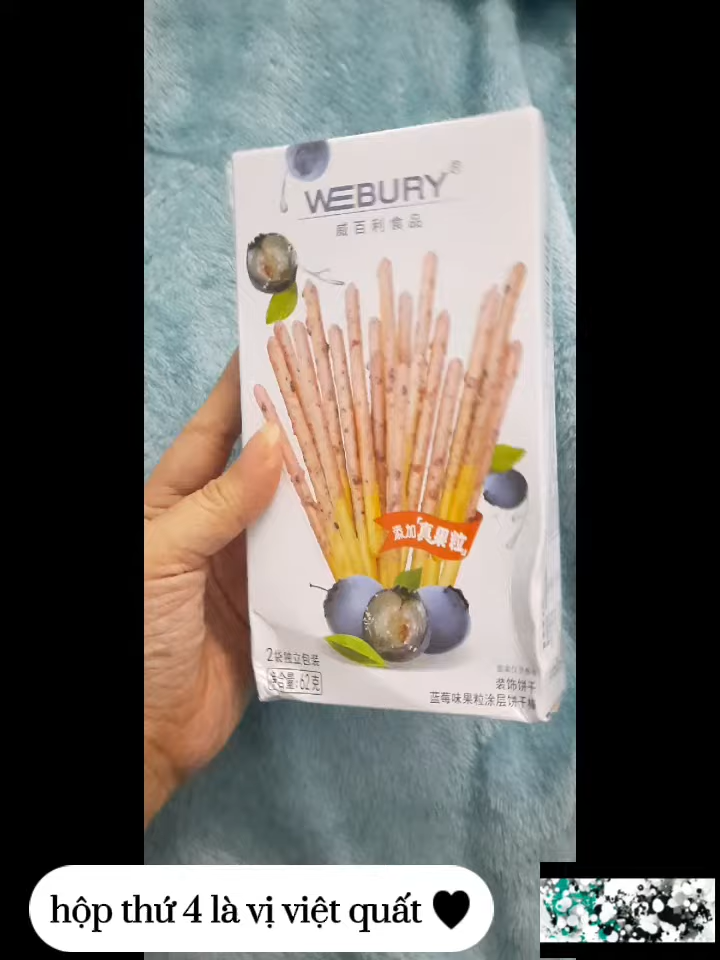 WEBURY®
威百利食品
添加「真果粒」
2袋独立包装
净含量:62克
装饰饼干
蓝莓味果粒涂层饼干棒
hộp thứ 4 là vị việt quất 🖤